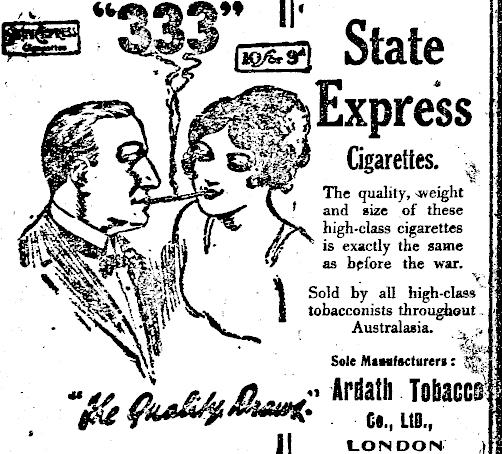 "333"
STATE EXPRESS
Cigarettes
10 for 9d
State
Express
Cigarettes.
The quality, weight
and size of these
high-class cigarettes
is exactly the same
as before the war.
Sold by all high-class
tobacconists throughout
Australasia.
Sole Manufacturers:
Ardath Tobacco
Co., LtD.,
LONDON
"The Quality Drawn."